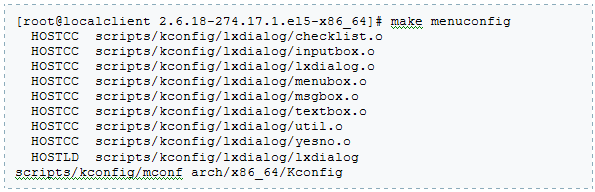 [root@localclient 2.6.18-274.17.1.el5-x86_64]# make menuconfig
HOSTCC scripts/kconfig/lxdialog/checklist.o
HOSTCC scripts/kconfig/lxdialog/inputbox.o
HOSTCC scripts/kconfig/lxdialog/lxdialog.o
HOSTCC scripts/kconfig/lxdialog/menubox.o
HOSTCC scripts/kconfig/lxdialog/msgbox.o
HOSTCC scripts/kconfig/lxdialog/textbox.o
HOSTCC scripts/kconfig/lxdialog/util.o
HOSTCC scripts/kconfig/lxdialog/yesno.o
HOSTLD scripts/kconfig/lxdialog/lxdialog
scripts/kconfig/mconf arch/x86_64/Kconfig